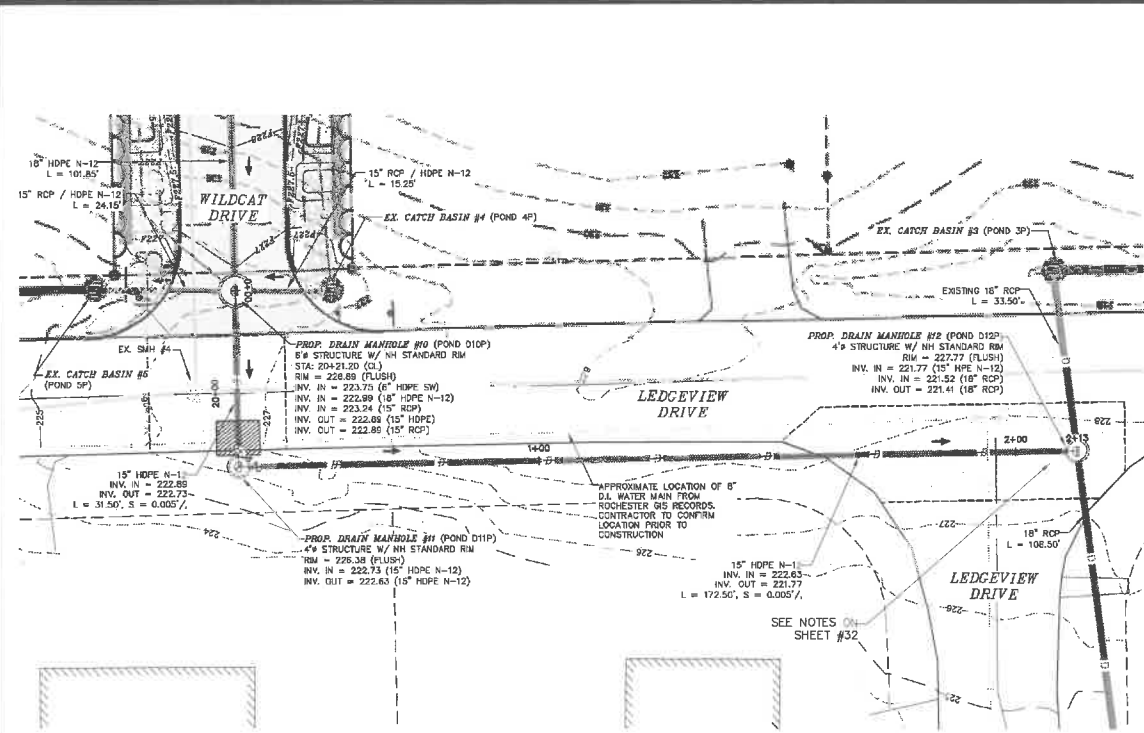 18" HDPE N-12
L = 101.85'
15" RCP / HDPE N-12
L = 24.15'
WILDCAT
DRIVE
15" RCP / HDPE N-12
L = 15.25'
EX. CATCH BASIN #4 (POND 4P)
EX. CATCH BASIN #3 (POND 3P)
EXISTING 18" RCP
L = 33.50'
EX. SMH #4
EX. CATCH BASIN #5
(POND 5P)
PROP. DRAIN MANHOLE #10 (POND D10P)
6'ø STRUCTURE W/ NH STANDARD RIM
STA: 20+21.20 (CL)
RIM = 226.89 (FLUSH)
INV. IN = 223.75 (6" HDPE SW)
INV. IN = 222.99 (18" HDPE N-12)
INV. IN = 223.24 (15" RCP)
INV. OUT = 222.89 (15" HDPE)
INV. OUT = 222.89 (15" RCP)
PROP. DRAIN MANHOLE #12 (POND D12P)
4'ø STRUCTURE W/ NH STANDARD RIM
RIM = 227.77 (FLUSH)
INV. IN = 221.77 (15" HPE N-12)
INV. IN = 221.52 (18" RCP)
INV. OUT = 221.41 (18" RCP)
LEDGEVIEW
DRIVE
20+00
225
227
228
1+00
2+00
2+13
15" HDPE N-12
INV. IN = 222.89
INV. OUT = 222.73
L = 31.50', S = 0.005'/,
APPROXIMATE LOCATION OF 8"
D.I. WATER MAIN FROM
ROCHESTER GIS RECORDS.
CONTRACTOR TO CONFIRM
LOCATION PRIOR TO
CONSTRUCTION
224
226
227
PROP. DRAIN MANHOLE #11 (POND D11P)
4'ø STRUCTURE W/ NH STANDARD RIM
RIM = 226.38 (FLUSH)
INV. IN = 222.73 (15" HDPE N-12)
INV. OUT = 222.63 (15" HDPE N-12)
15" HDPE N-12
INV. IN = 222.63
INV. OUT = 221.77
L = 172.50', S = 0.005'/,
18" RCP
L = 108.50'
LEDGEVIEW
DRIVE
226
SEE NOTES ON
SHEET #32